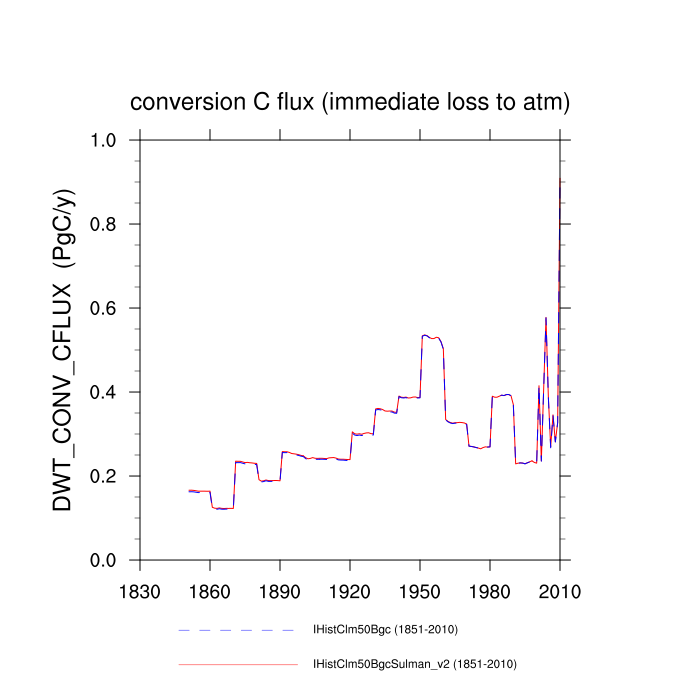 conversion C flux (immediate loss to atm)
DWT_CONV_CFLUX (PgC/y)
1.0
0.8
0.6
0.4
0.2
0.0
1830 1860 1890 1920 1950 1980 2010
IHistClm50Bgc (1851-2010)
IHistClm50BgcSulman_v2 (1851-2010)